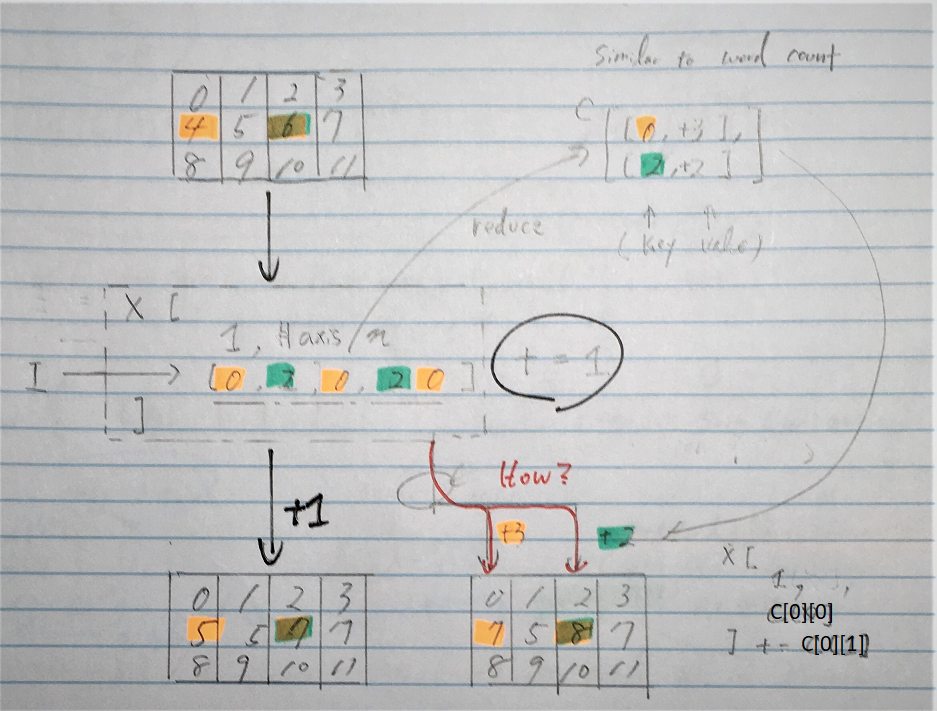 Similar to word count
0 1 2 3
4 5 6 7
8 9 10 11
C
[ [ 0, +3 ],
[ 2, +2 ] ]
reduce
(key value)
X [
1, # axis/n
I
[0, 2, 0, 2 0 ]
+ = 1
]
How?
+1
+3 +2
X [
1,
C[0][0]
] += C[0][1]
0 1 2 3
5 5 7 7
8 9 10 11
0 1 2 3
7 5 8 7
8 9 10 11